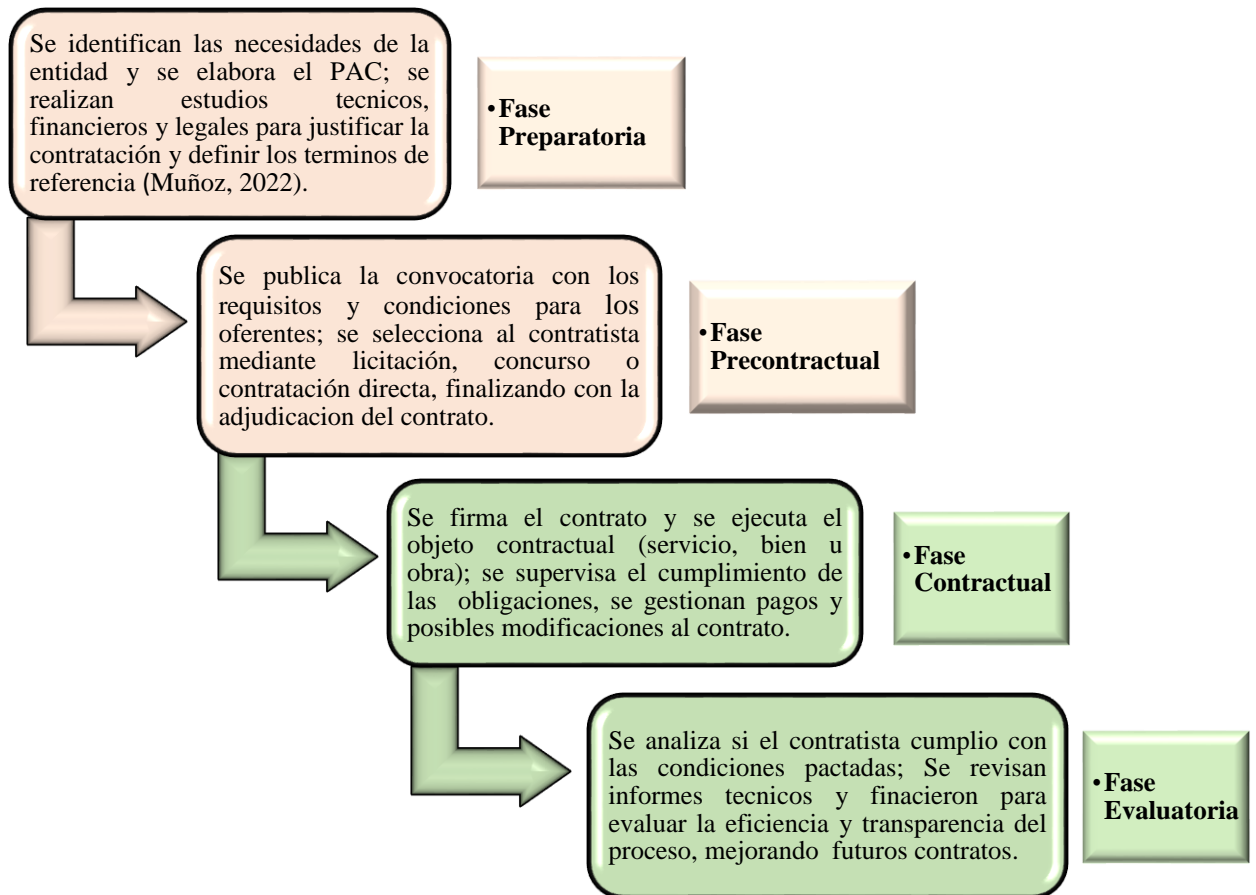 Se identifican las necesidades de la
entidad y se elabora el PAC; se
realizan estudios tecnicos,
financieros y legales para justificar la
contratación y definir los terminos de
referencia (Muñoz, 2022).
•Fase
Preparatoria
Se publica la convocatoria con los
requisitos y condiciones para los
oferentes; se selecciona al contratista
mediante licitación, concurso o
contratación directa, finalizando con la
adjudicacion del contrato.
•Fase
Precontractual
Se firma el contrato y se ejecuta el
objeto contractual (servicio, bien u
obra); se supervisa el cumplimiento de
las obligaciones, se gestionan pagos y
posibles modificaciones al contrato.
•Fase
Contractual
Se analiza si el contratista cumplio con
las condiciones pactadas; Se revisan
informes tecnicos y finacieron para
evaluar la eficiencia y transparencia del
proceso, mejorando futuros contratos.
•Fase
Evaluatoria